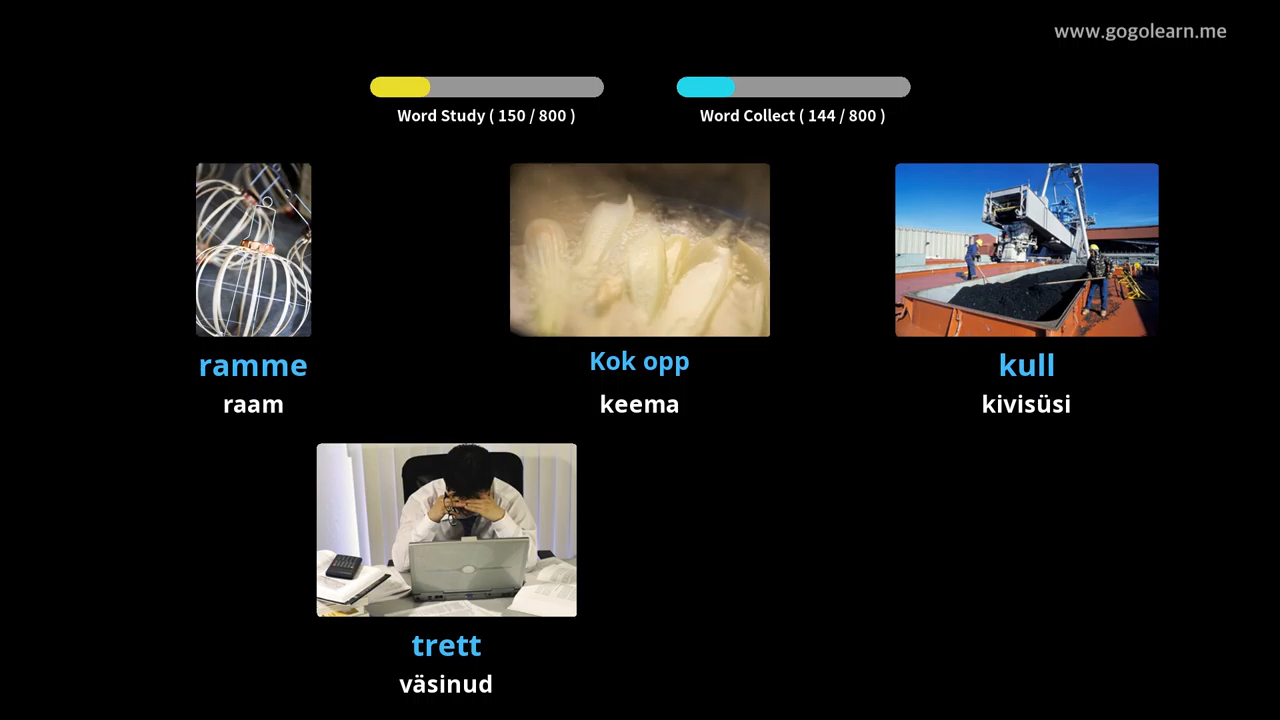 www.gogolearn.me
Word Study ( 150 / 800 )
Word Collect ( 144 / 800 )
ramme
raam
Kok opp
keema
kull
kivisüsi
trett
väsinud